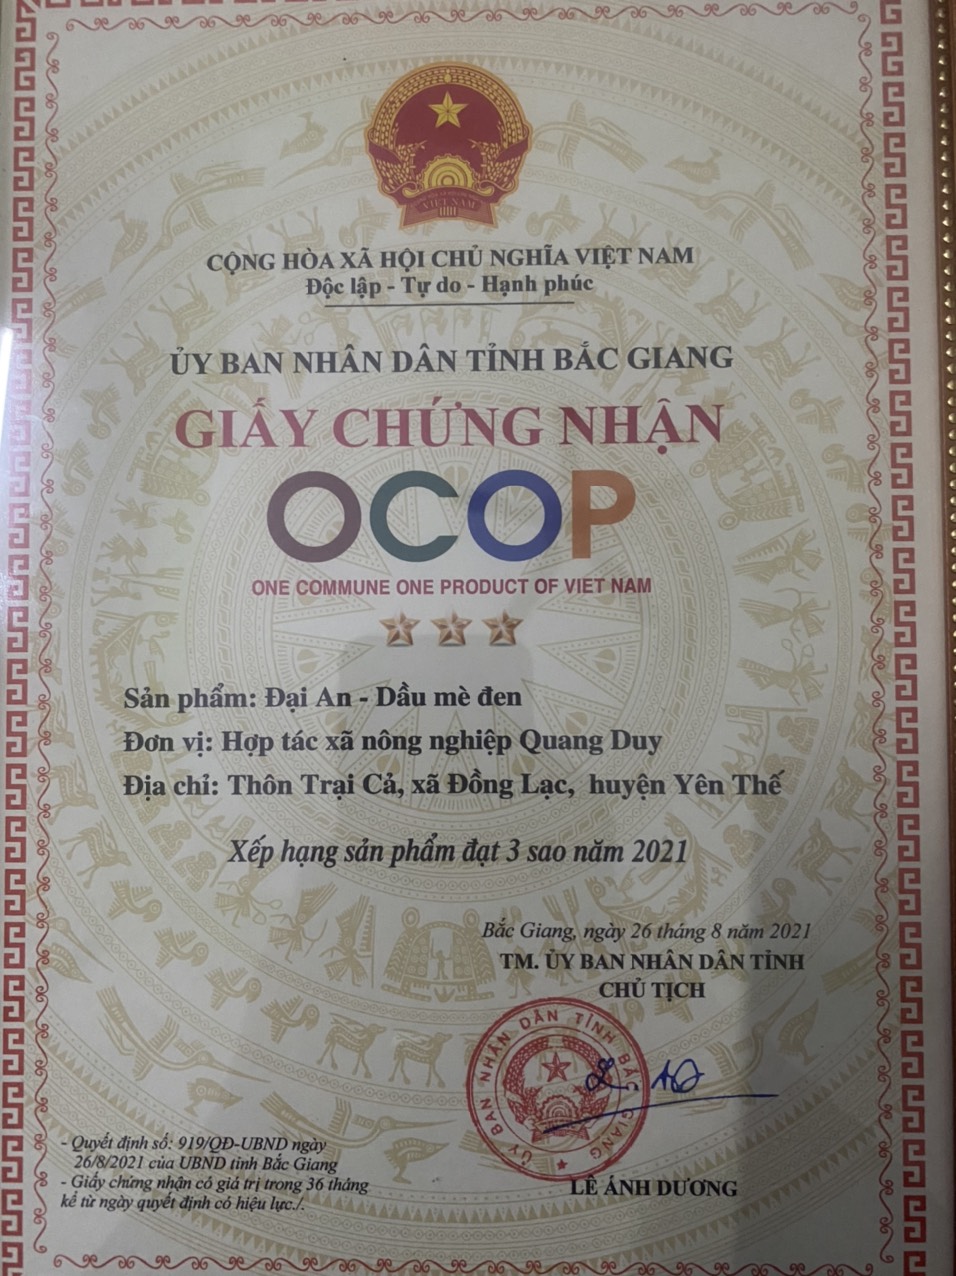 VIỆT NAM
CỘNG HÒA XÃ HỘI CHỦ NGHĨA VIỆT NAM
Độc lập - Tự do - Hạnh phúc
ỦY BAN NHÂN DÂN TỈNH BẮC GIANG
GIẤY CHỨNG NHẬN
OCOP
ONE COMMUNE ONE PRODUCT OF VIET NAM
Sản phẩm: Đại An - Dầu mè đen
Đơn vị: Hợp tác xã nông nghiệp Quang Duy
Địa chỉ: Thôn Trại Cả, xã Đồng Lạc, huyện Yên Thế
Xếp hạng sản phẩm đạt 3 sao năm 2021
Bắc Giang, ngày 26 tháng 8 năm 2021
TM. ỦY BAN NHÂN DÂN TỈNH
CHỦ TỊCH
ỦY BAN NHÂN DÂN TỈNH BẮC GIANG
- Quyết định số: 919/QĐ-UBND ngày
26/8/2021 của UBND tỉnh Bắc Giang
- Giấy chứng nhận có giá trị trong 36 tháng
kể từ ngày quyết định có hiệu lực./.
LÊ ÁNH DƯƠNG